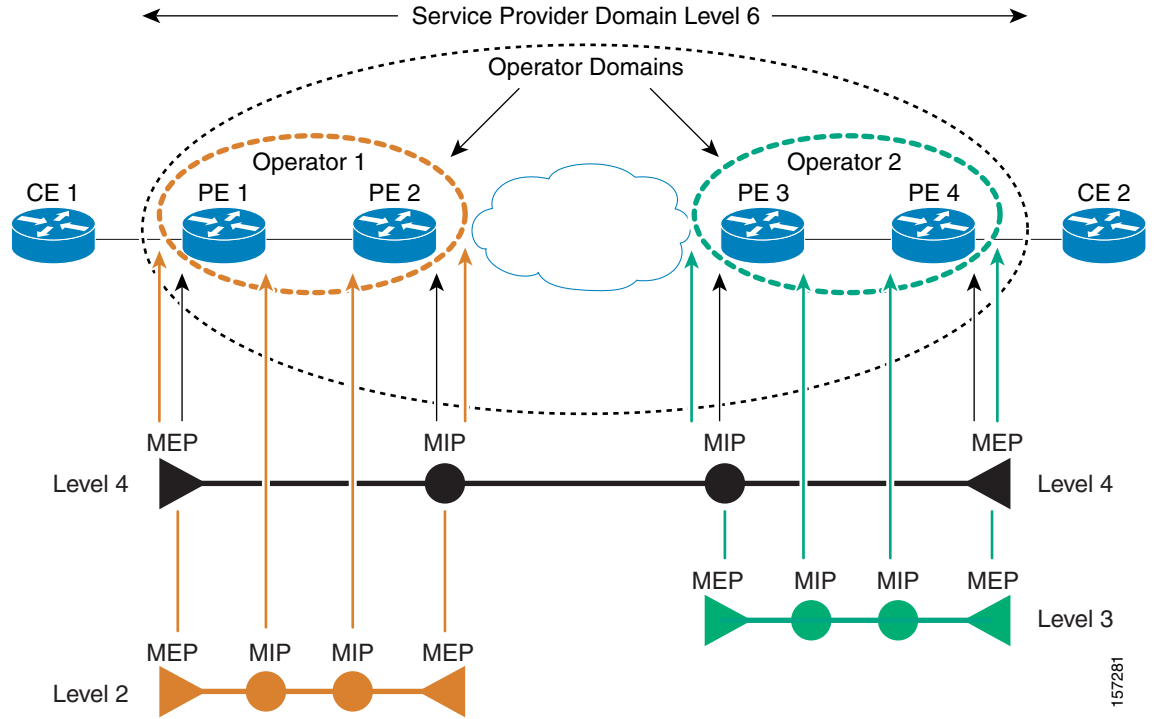 Service Provider Domain Level 6
Operator Domains
Operator 1
Operator 2
CE 1
PE 1
PE 2
PE 3
PE 4
CE 2
MEP
MIP
MIP
MEP
Level 4
Level 4
MEP
MIP
MIP
MEP
Level 3
MEP
MIP
MIP
MEP
Level 2
157281